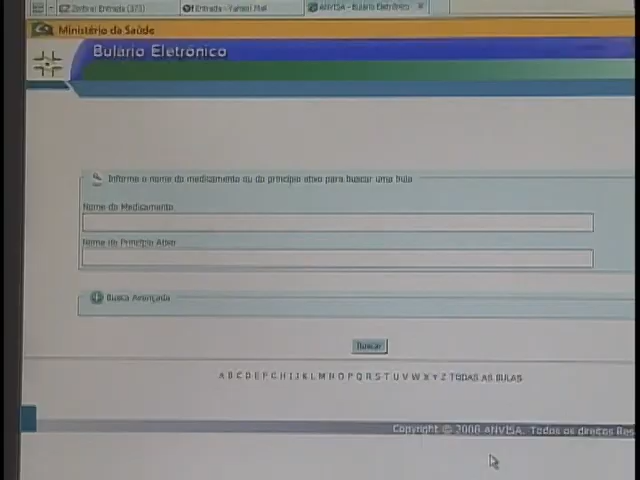 Zimbra: Entrada (373)
Entrada - Yahoo! Mail
ANVISA - Bulário Eletrônico
Ministério da Saúde
Bulário Eletrônico
Informe o nome do medicamento ou do princípio ativo para buscar uma bula
Nome do Medicamento
Nome do Princípio Ativo
Busca Avançada
Buscar
A B C D E F G H I J K L M N O P Q R S T U V W X Y Z TODAS AS BULAS
Copyright © 2008 ANVISA. Todos os direitos Res